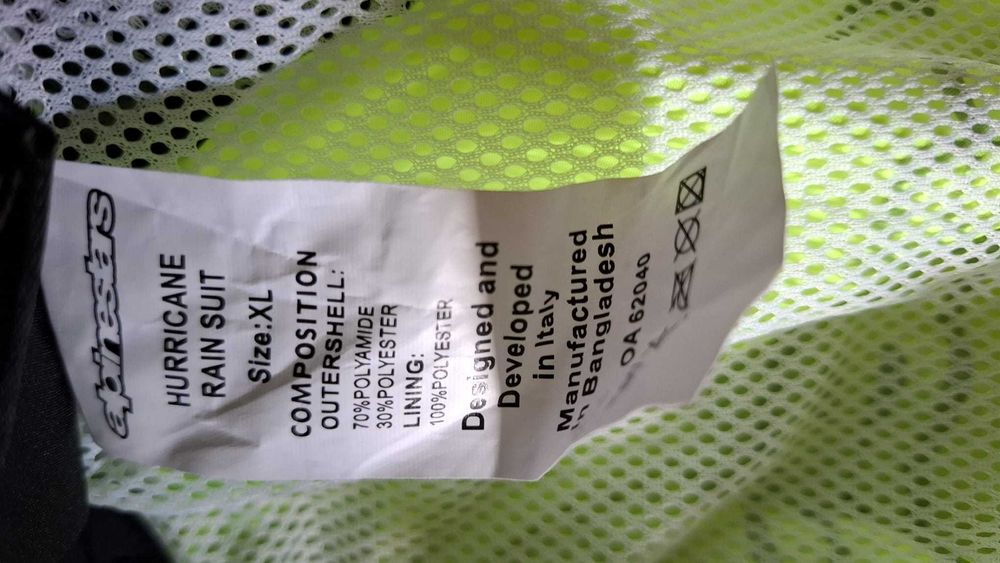 alpinestars
HURRICANE
RAIN SUIT
Size:XL
COMPOSITION
OUTERSHELL:
70%POLYAMIDE
30%POLYESTER
LINING:
100%POLYESTER
Designed and
Developed
in Italy
Manufactured
In Bangladesh
OA 62040